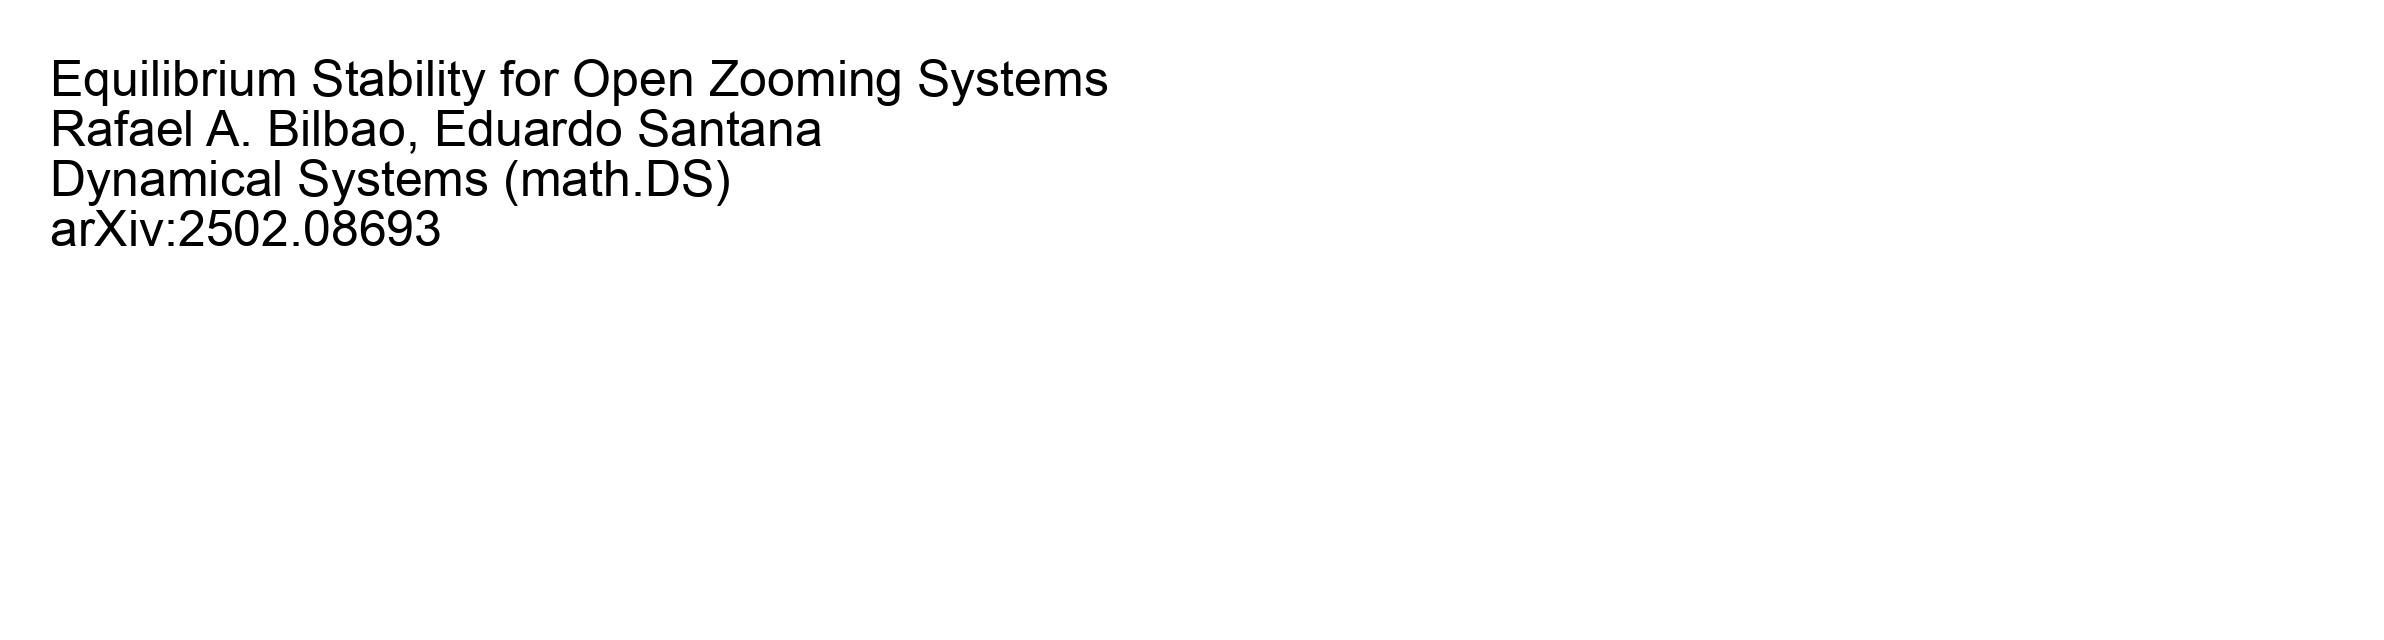 Equilibrium Stability for Open Zooming Systems
Rafael A. Bilbao, Eduardo Santana
Dynamical Systems (math.DS)
arXiv:2502.08693